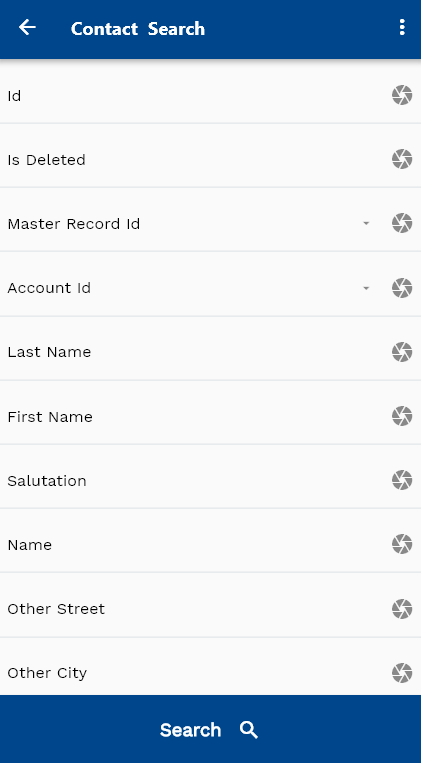 Contact Search
Id
Is Deleted
Master Record Id
Account Id
Last Name
First Name
Salutation
Name
Other Street
Other City
Search